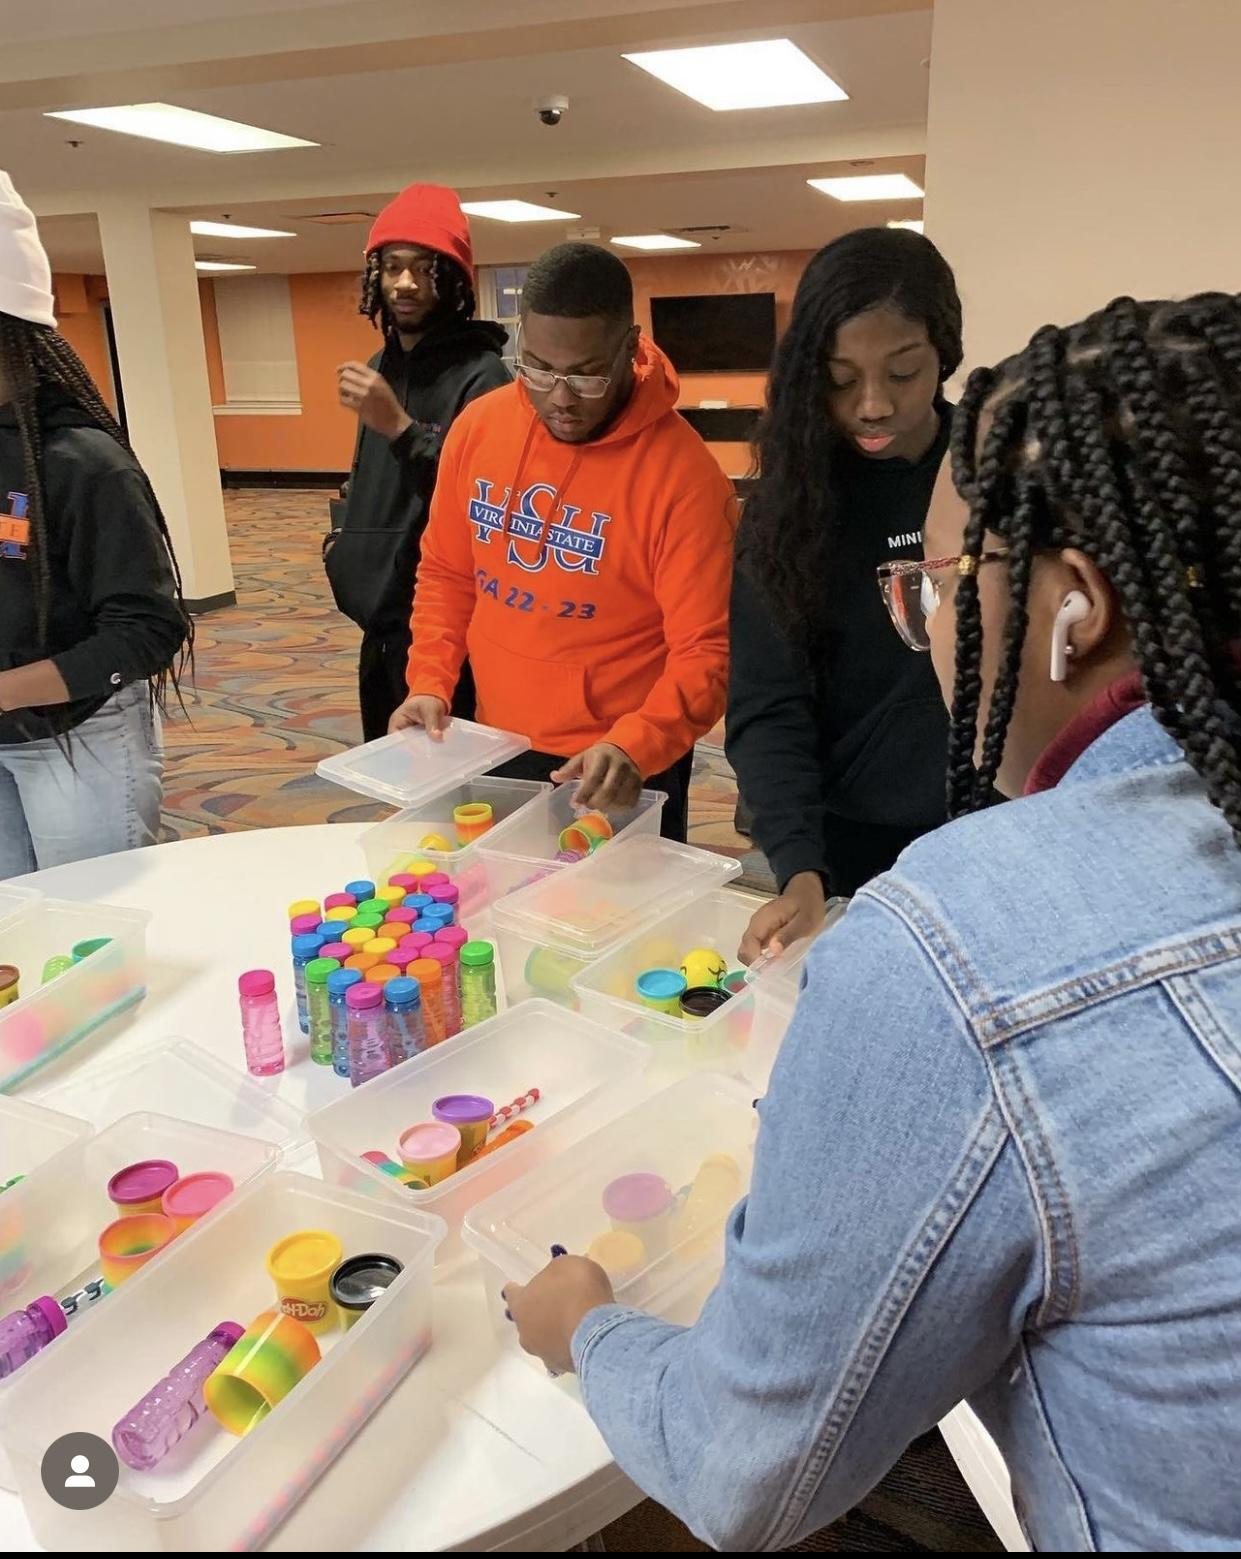 VSU
VIRGINIA STATE
GA 22 - 23
MINI
Play-Doh